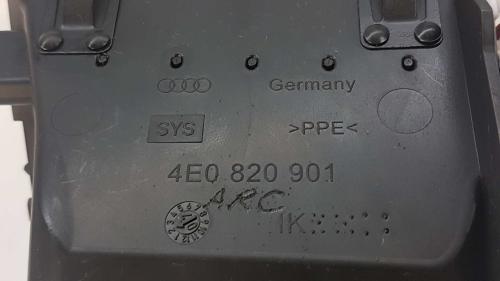 Germany
SYS >PPE<
4E0 820 901
ARC
1K